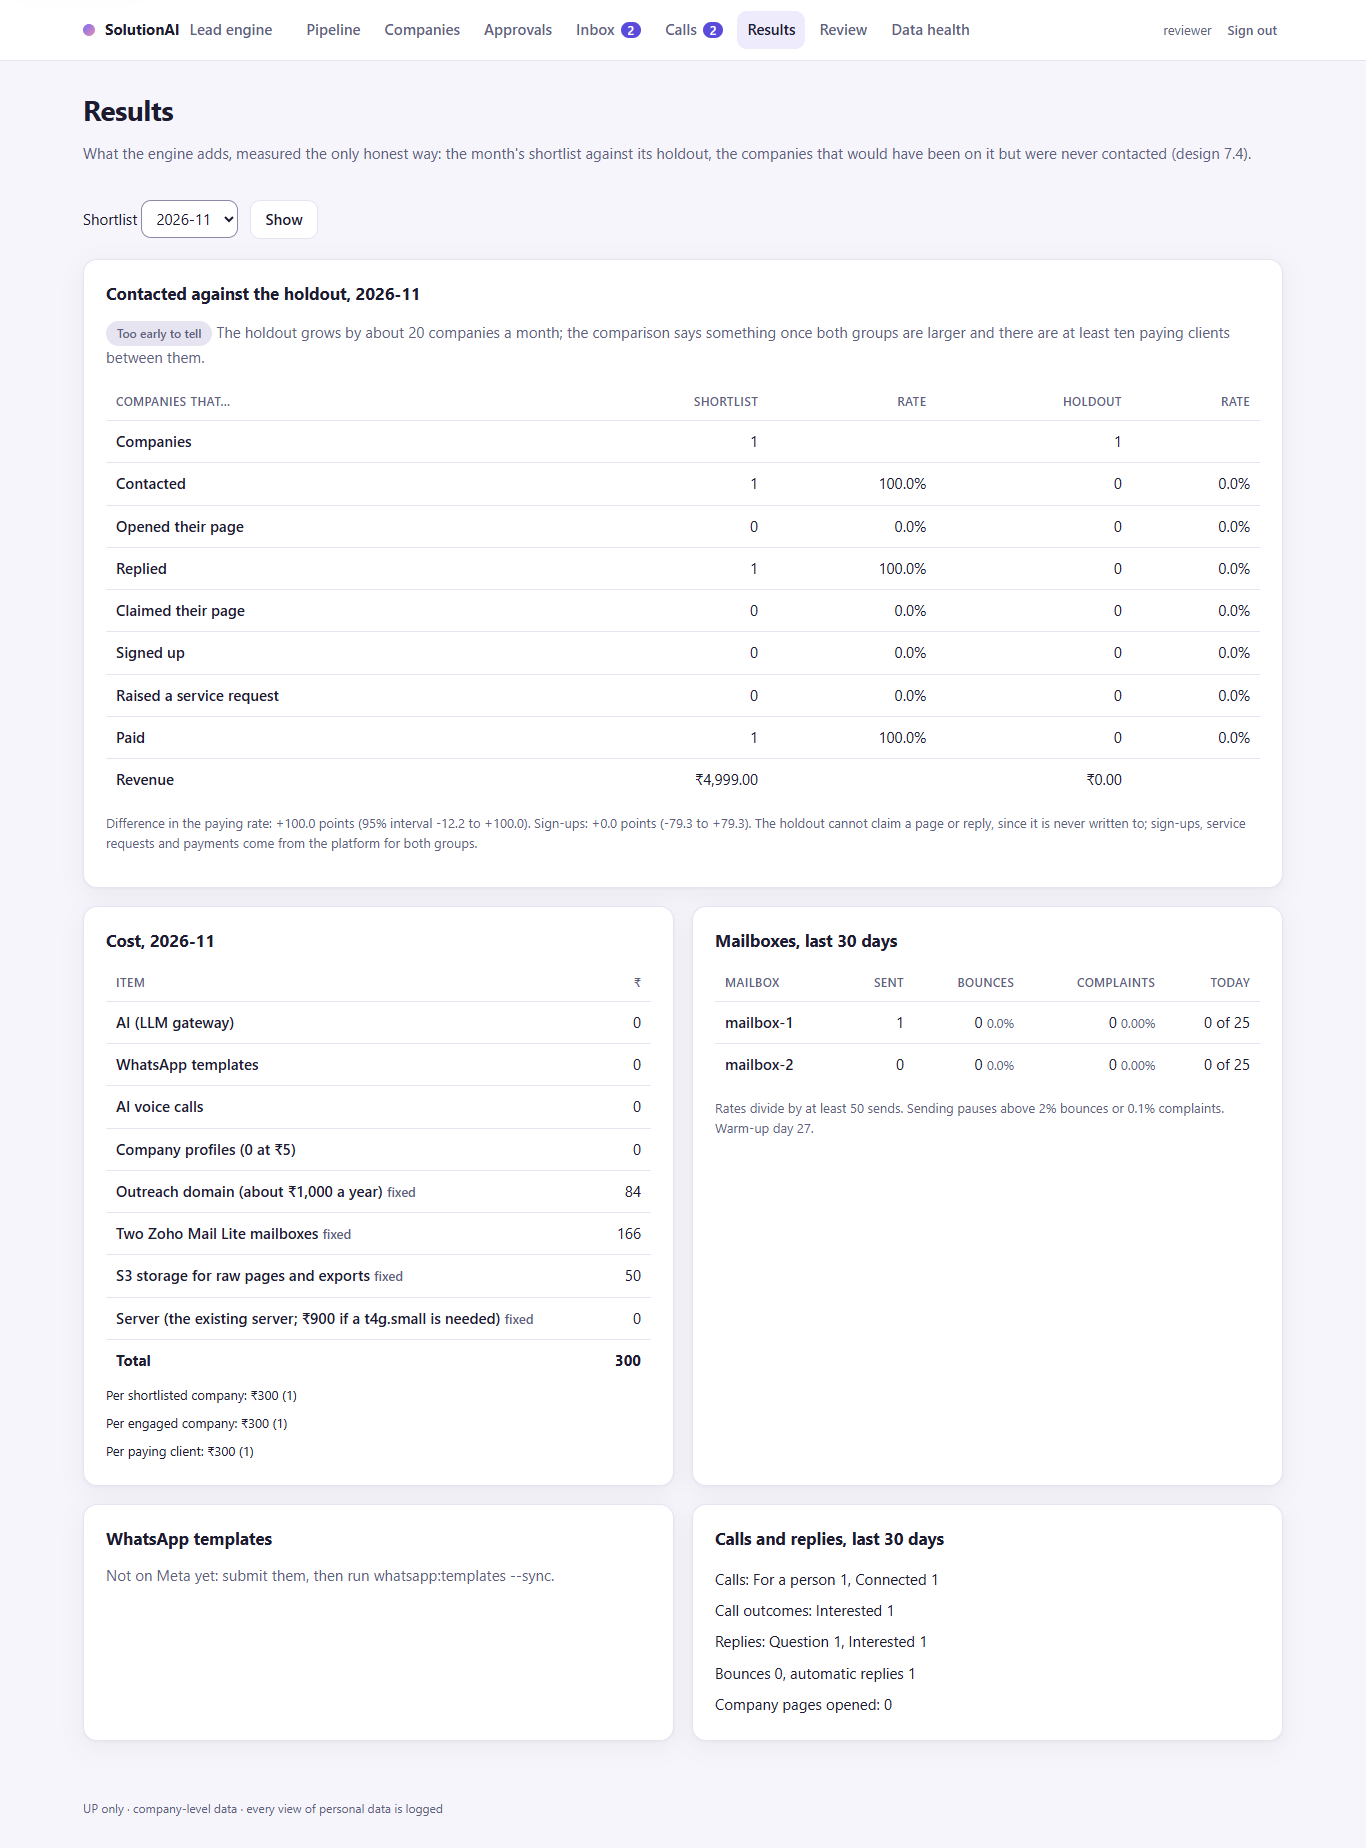 SolutionAI Lead engine Pipeline Companies Approvals Inbox 2 Calls 2 Results Review Data health reviewer Sign out
Results
What the engine adds, measured the only honest way: the month's shortlist against its holdout, the companies that would have been on it but were never contacted (design 7.4).
Shortlist 2026-11 Show
Contacted against the holdout, 2026-11
Too early to tell The holdout grows by about 20 companies a month; the comparison says something once both groups are larger and there are at least ten paying clients
between them.
COMPANIES THAT... SHORTLIST RATE HOLDOUT RATE
Companies 1 1
Contacted 1 100.0% 0 0.0%
Opened their page 0 0.0% 0 0.0%
Replied 1 100.0% 0 0.0%
Claimed their page 0 0.0% 0 0.0%
Signed up 0 0.0% 0 0.0%
Raised a service request 0 0.0% 0 0.0%
Paid 1 100.0% 0 0.0%
Revenue ₹4,999.00 ₹0.00
Difference in the paying rate: +100.0 points (95% interval -12.2 to +100.0). Sign-ups: +0.0 points (-79.3 to +79.3). The holdout cannot claim a page or reply, since it is never written to; sign-ups, service
requests and payments come from the platform for both groups.
Cost, 2026-11
ITEM ₹
AI (LLM gateway) 0
WhatsApp templates 0
AI voice calls 0
Company profiles (0 at ₹5) 0
Outreach domain (about ₹1,000 a year) fixed 84
Two Zoho Mail Lite mailboxes fixed 166
S3 storage for raw pages and exports fixed 50
Server (the existing server; ₹900 if a t4g.small is needed) fixed 0
Total 300
Per shortlisted company: ₹300 (1)
Per engaged company: ₹300 (1)
Per paying client: ₹300 (1)
Mailboxes, last 30 days
MAILBOX SENT BOUNCES COMPLAINTS TODAY
mailbox-1 1 0 0.0% 0 0.00% 0 of 25
mailbox-2 0 0 0.0% 0 0.00% 0 of 25
Rates divide by at least 50 sends. Sending pauses above 2% bounces or 0.1% complaints.
Warm-up day 27.
WhatsApp templates
Not on Meta yet: submit them, then run whatsapp:templates --sync.
Calls and replies, last 30 days
Calls: For a person 1, Connected 1
Call outcomes: Interested 1
Replies: Question 1, Interested 1
Bounces 0, automatic replies 1
Company pages opened: 0
UP only · company-level data · every view of personal data is logged